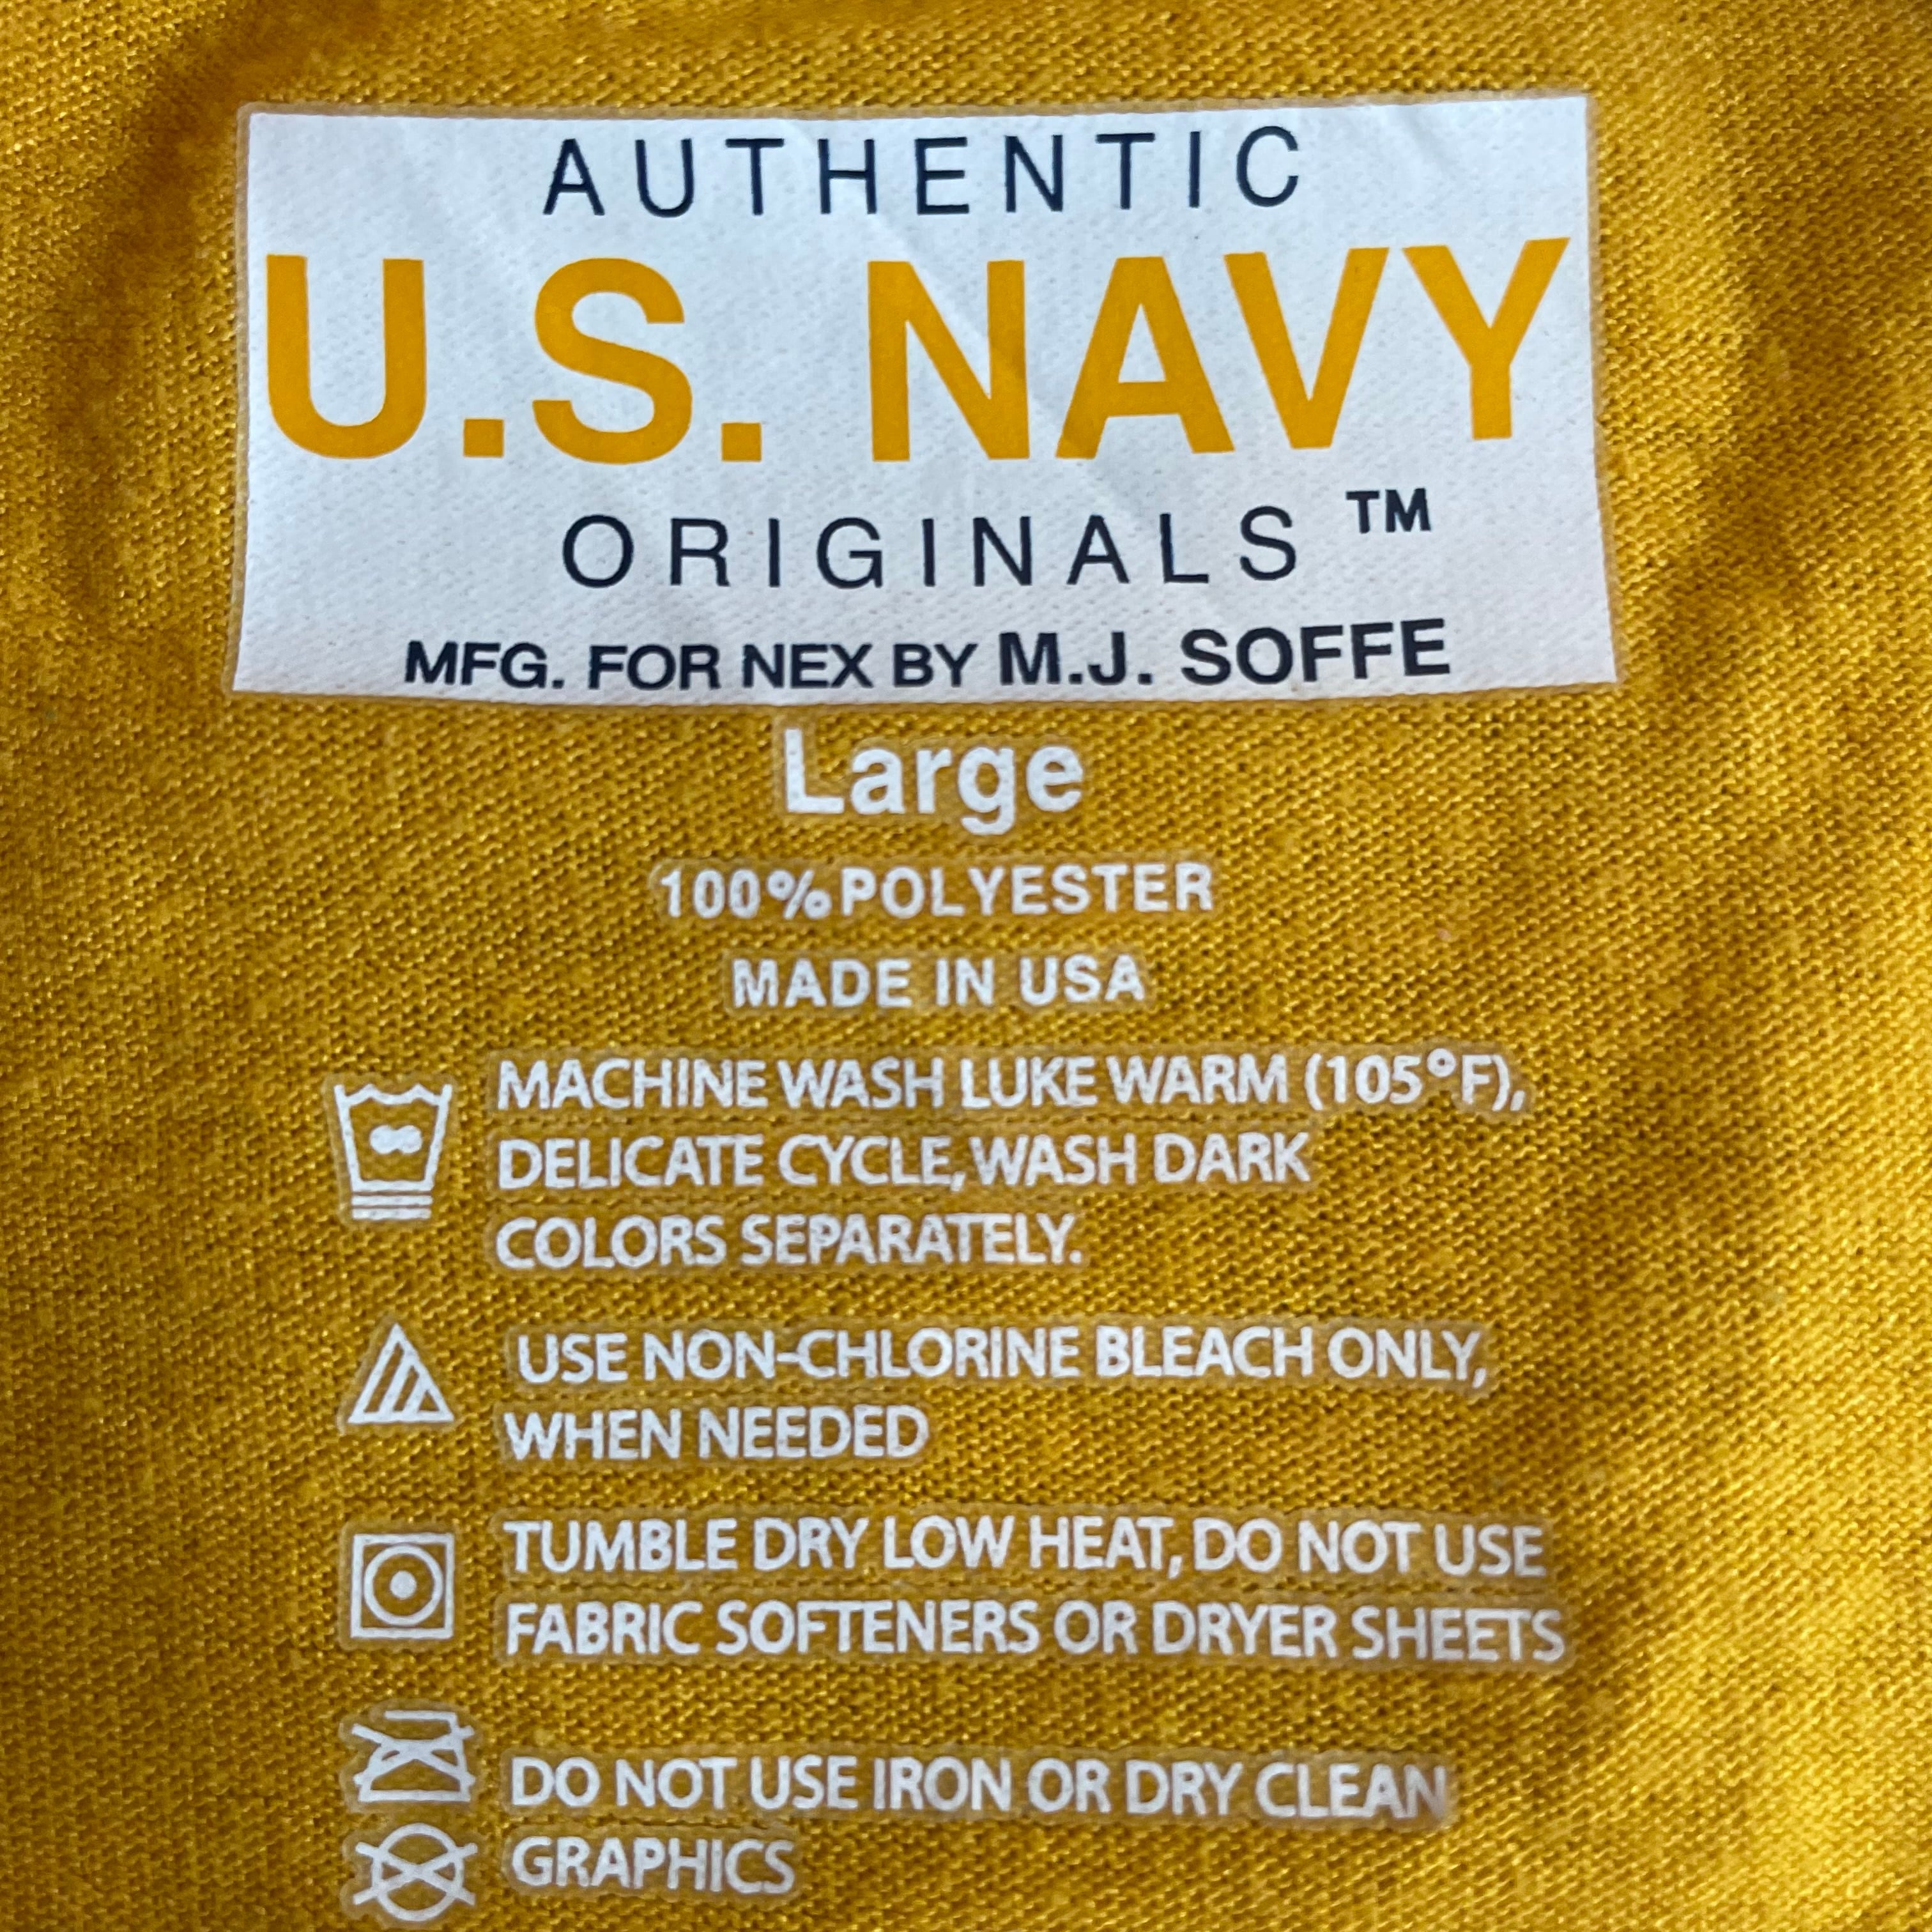 AUTHENTIC
U.S. NAVY
ORIGINALS ™
MFG. FOR NEX BY M.J. SOFFE
Large
100% POLYESTER
MADE IN USA
MACHINE WASH LUKE WARM (105°F),
DELICATE CYCLE, WASH DARK
COLORS SEPARATELY.
USE NON-CHLORINE BLEACH ONLY,
WHEN NEEDED
TUMBLE DRY LOW HEAT, DO NOT USE
FABRIC SOFTENERS OR DRYER SHEETS
DO NOT USE IRON OR DRY CLEAN
GRAPHICS